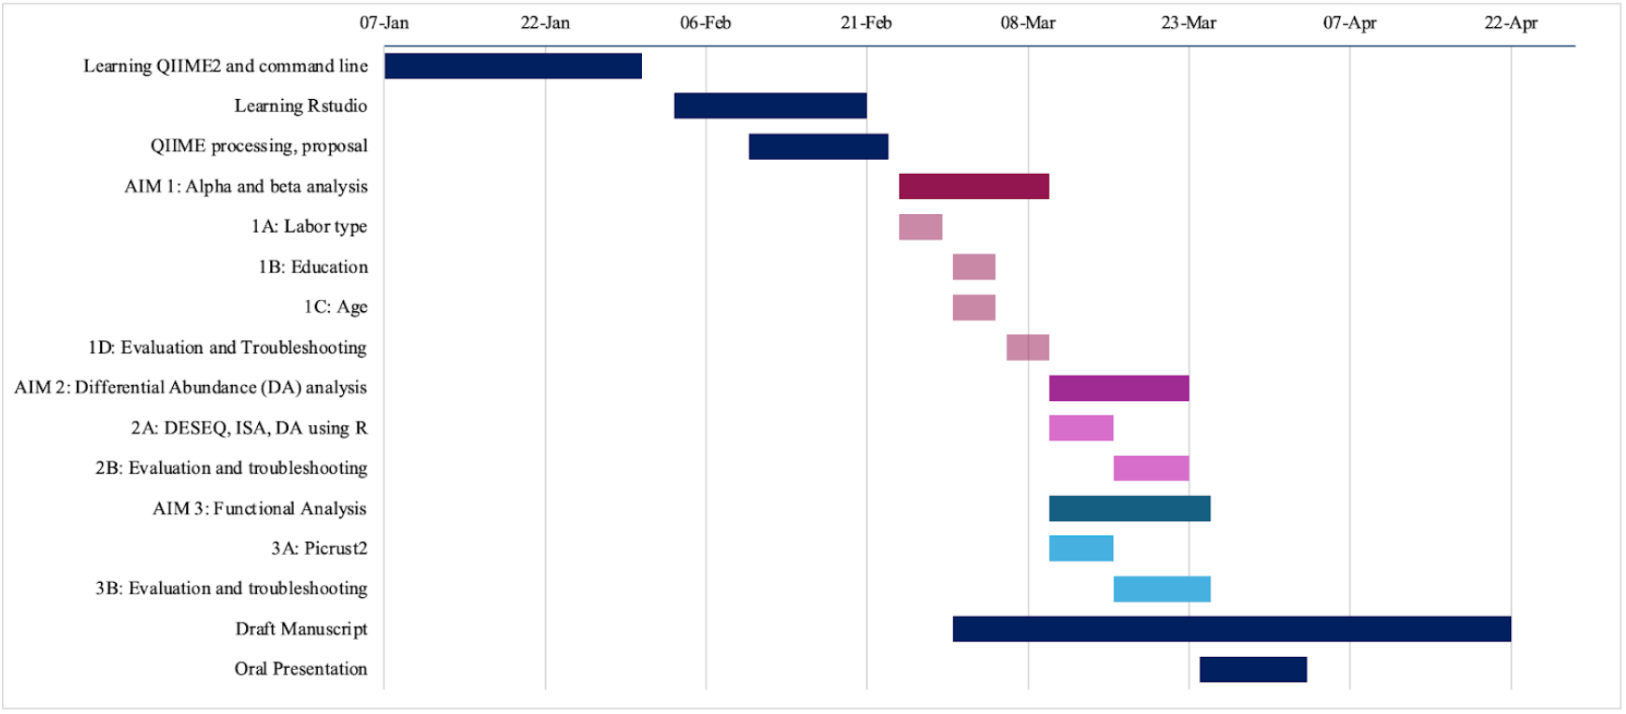 07-Jan 22-Jan 06-Feb 21-Feb 08-Mar 23-Mar 07-Apr 22-Apr
Learning QIIME2 and command line
Learning Rstudio
QIIME processing, proposal
AIM 1: Alpha and beta analysis
1A: Labor type
1B: Education
1C: Age
1D: Evaluation and Troubleshooting
AIM 2: Differential Abundance (DA) analysis
2A: DESEQ, ISA, DA using R
2B: Evaluation and troubleshooting
AIM 3: Functional Analysis
3A: Picrust2
3B: Evaluation and troubleshooting
Draft Manuscript
Oral Presentation